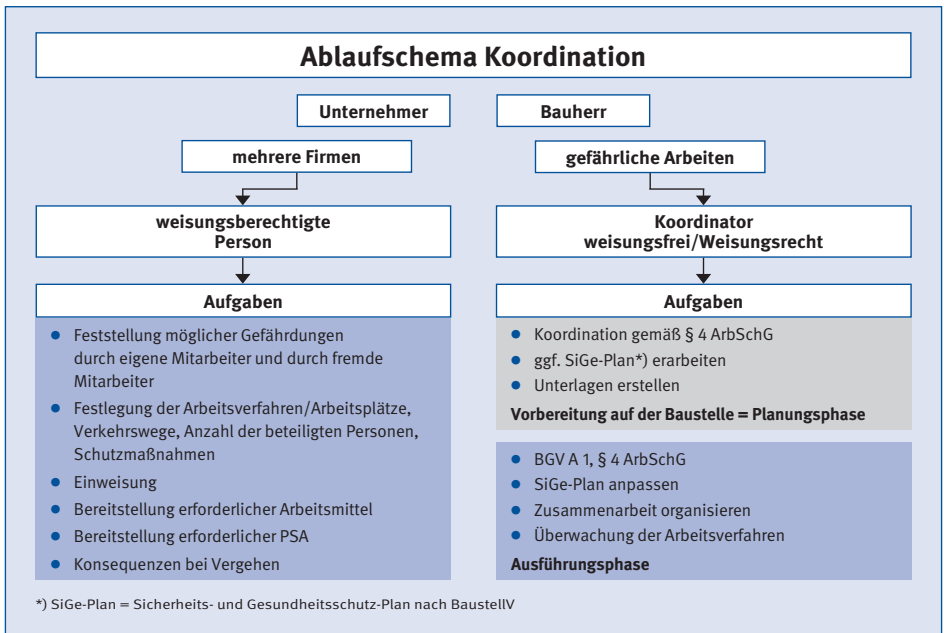 Ablaufschema Koordination
Unternehmer
Bauherr
mehrere Firmen
gefährliche Arbeiten
weisungsberechtigte
Person
Koordinator
weisungsfrei/Weisungsrecht
Aufgaben
● Feststellung möglicher Gefährdungen
durch eigene Mitarbeiter und durch fremde
Mitarbeiter
● Festlegung der Arbeitsverfahren/Arbeitsplätze,
Verkehrswege, Anzahl der beteiligten Personen,
Schutzmaßnahmen
● Einweisung
● Bereitstellung erforderlicher Arbeitsmittel
● Bereitstellung erforderlicher PSA
● Konsequenzen bei Vergehen
Aufgaben
● Koordination gemäß § 4 ArbSchG
● ggf. SiGe-Plan*) erarbeiten
● Unterlagen erstellen
Vorbereitung auf der Baustelle = Planungsphase
● BGV A 1, § 4 ArbSchG
● SiGe-Plan anpassen
● Zusammenarbeit organisieren
● Überwachung der Arbeitsverfahren
Ausführungsphase
*) SiGe-Plan = Sicherheits- und Gesundheitsschutz-Plan nach BaustellV